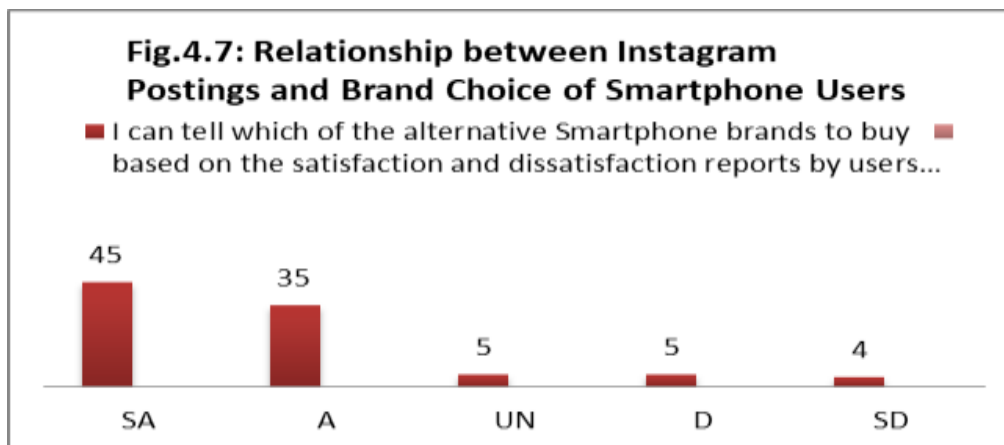 Fig.4.7: Relationship between Instagram
Postings and Brand Choice of Smartphone Users
I can tell which of the alternative Smartphone brands to buy
based on the satisfaction and dissatisfaction reports by users...
45
35
5
5
4
SA A UN D SD